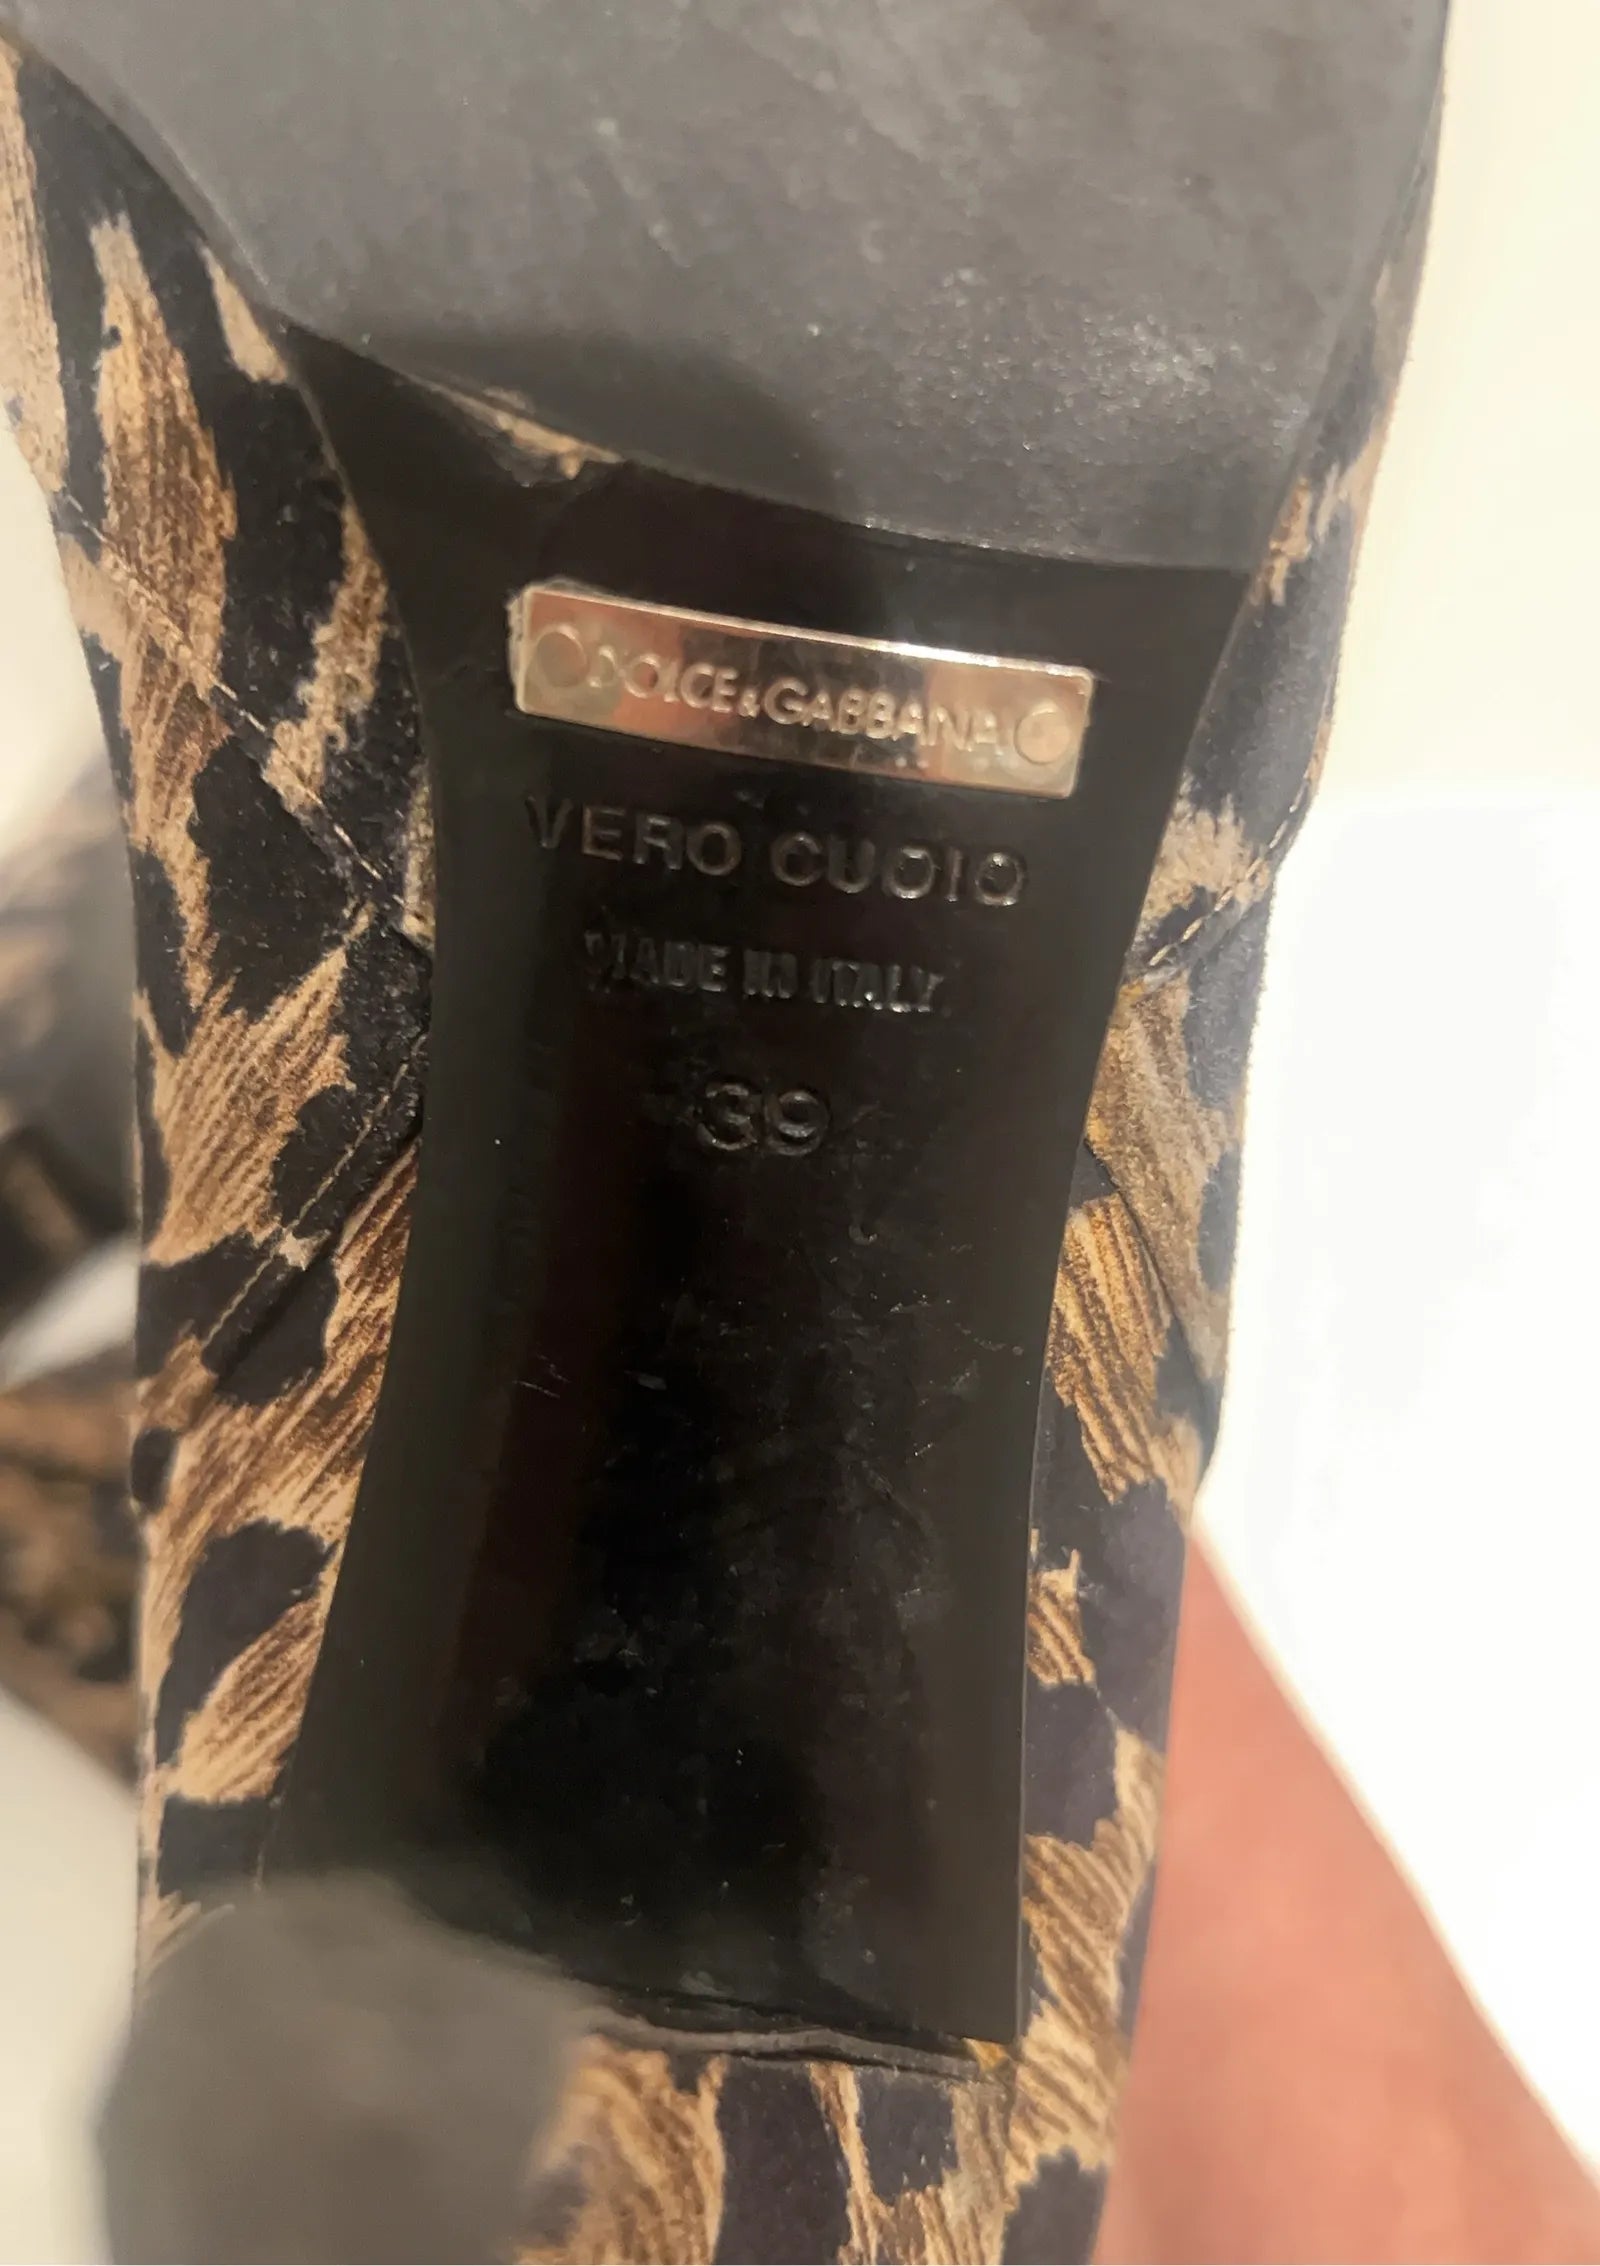 DOLCE&GABBANA
VERO CUOIO
MADE IN ITALY
39